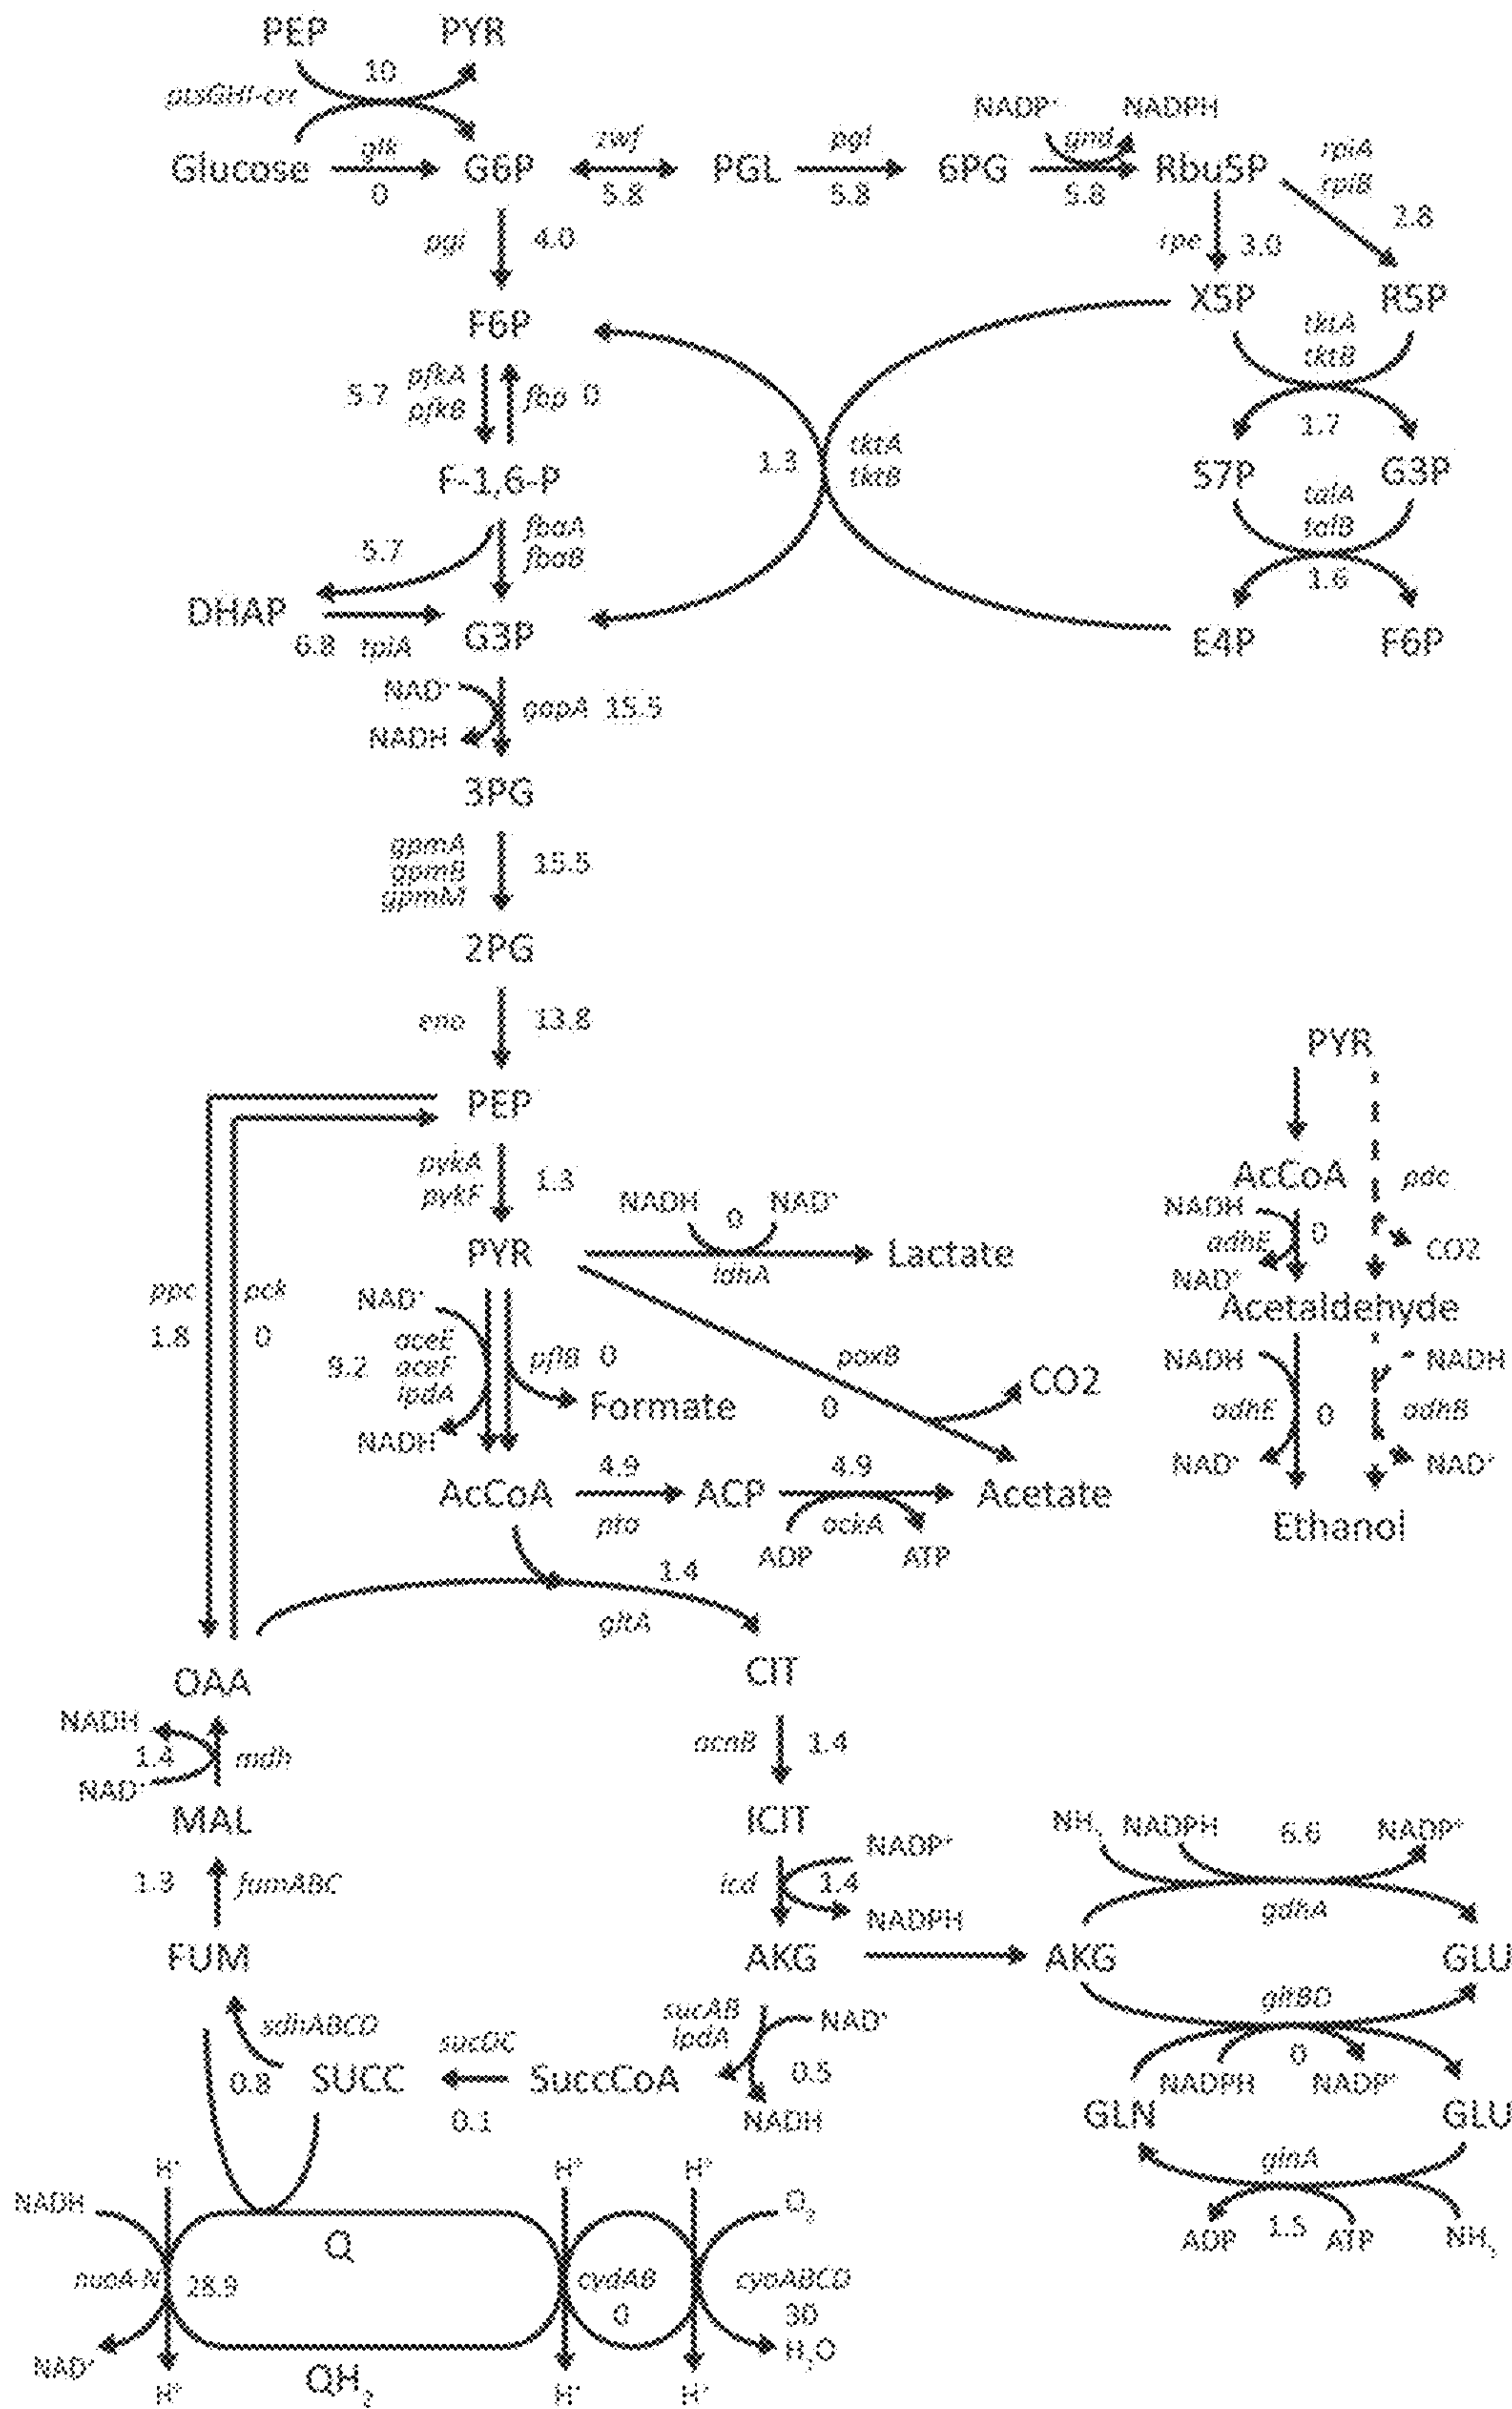 PEP PYR
10
ptsGHI-crr
Glucose glk 0 G6P zwf 5.8 PGL pgl 5.8 6PG NADP+ gnd NADPH 5.8 Rbu5P
rpiA
rpiB
2.8
pgi 4.0
rpe 3.0
F6P
X5P R5P
tktA
tktB
1.7
5.7 pfkA
pfkB
fbp 0
1.3 tktA
tktB
F-1,6-P
S7P G3P
talA
talB
1.6
5.7 fbaA
fbaB
DHAP G3P
6.8 tpiA
E4P F6P
NAD+
gapA 15.5
NADH
3PG
gpmA
gpmB
gpmM
15.5
2PG
eno 13.8
PEP
pykA
pykF
1.3
PYR
NADH 0 NAD+
ldhA
Lactate
ppc
1.8
pck
0
NAD+
9.2
aceE
aceF
lpdA
NADH
pflB 0
Formate
poxB
0
CO2
AcCoA 4.9 pta ACP 4.9 ackA Acetate
ADP ATP
PYR
AcCoA
NADH
adhE 0
NAD+
pdc
CO2
Acetaldehyde
NADH
adhE 0
NAD+
NADH
adhB
NAD+
Ethanol
1.4
gltA
OAA CIT
NADH
1.4 mdh
NAD+
acnB 1.4
MAL ICIT
1.3 fumABC
NADP+
icd 1.4
NADPH
FUM AKG
AKG GLU
NH3 NADPH 6.6 NADP+
gdhA
gltBD
0
NADPH NADP+
GLN GLU
glnA
ADP 1.5 ATP NH3
sdhABCD
0.8
SUCC
sucDC
0.1
SuccCoA
sucAB
lpdA
NAD+
0.5
NADH
H+ H+ H+
NADH
O2
Q
nuoA-N 28.9
cydAB
0
cyoABCD
30
NAD+
H2O
QH2
H+ H+ H+